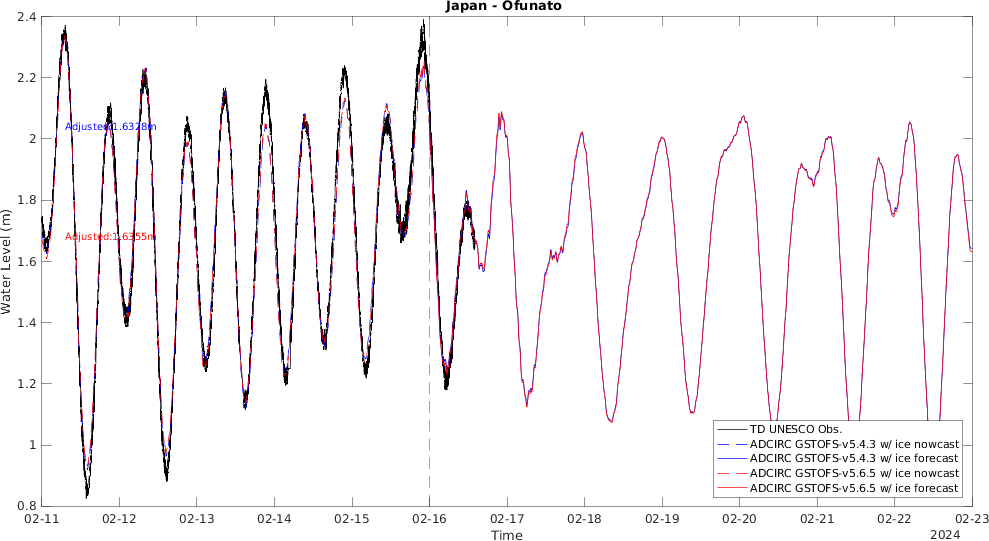 Japan - Ofunato
Water Level (m)
2.4
2.2
2
1.8
1.6
1.4
1.2
1
0.8
Adjusted:1.6328m
Adjusted:1.6355m
TD UNESCO Obs.
ADCIRC GSTOFS-v5.4.3 w/ ice nowcast
ADCIRC GSTOFS-v5.4.3 w/ ice forecast
ADCIRC GSTOFS-v5.6.5 w/ ice nowcast
ADCIRC GSTOFS-v5.6.5 w/ ice forecast
02-11 02-12 02-13 02-14 02-15 02-16 02-17 02-18 02-19 02-20 02-21 02-22 02-23
Time
2024